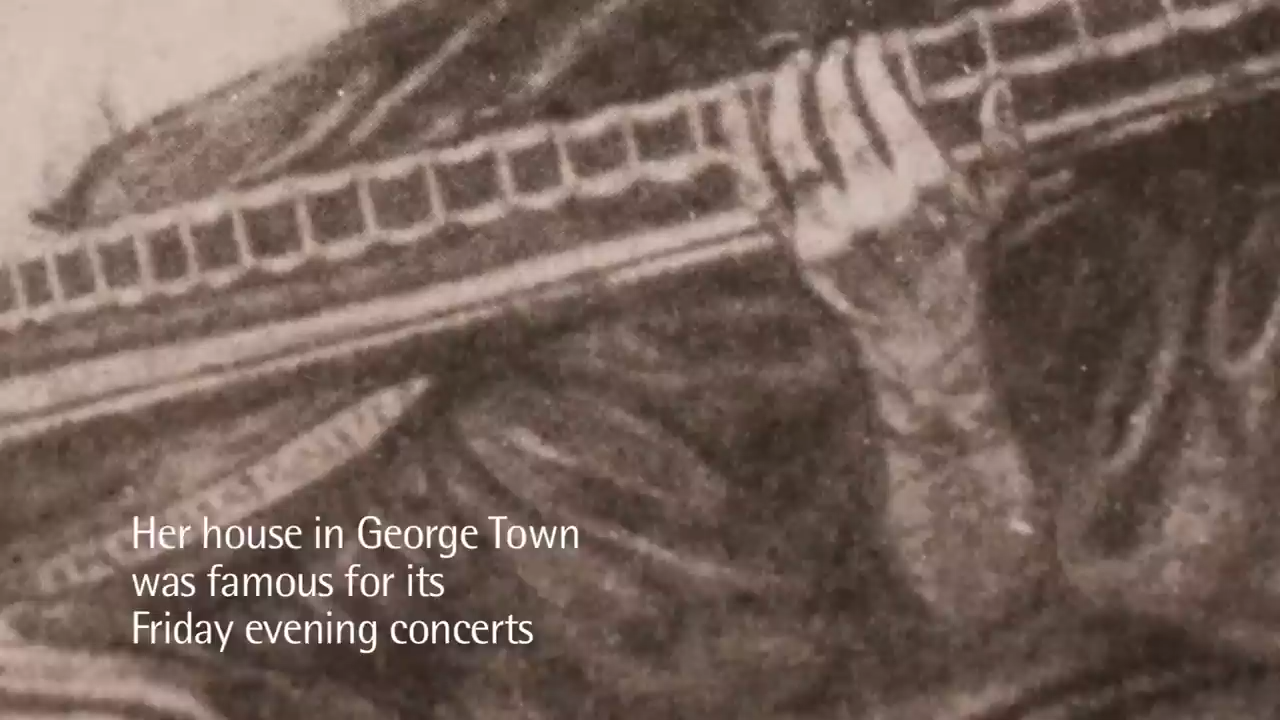 Her house in George Town
was famous for its
Friday evening concerts